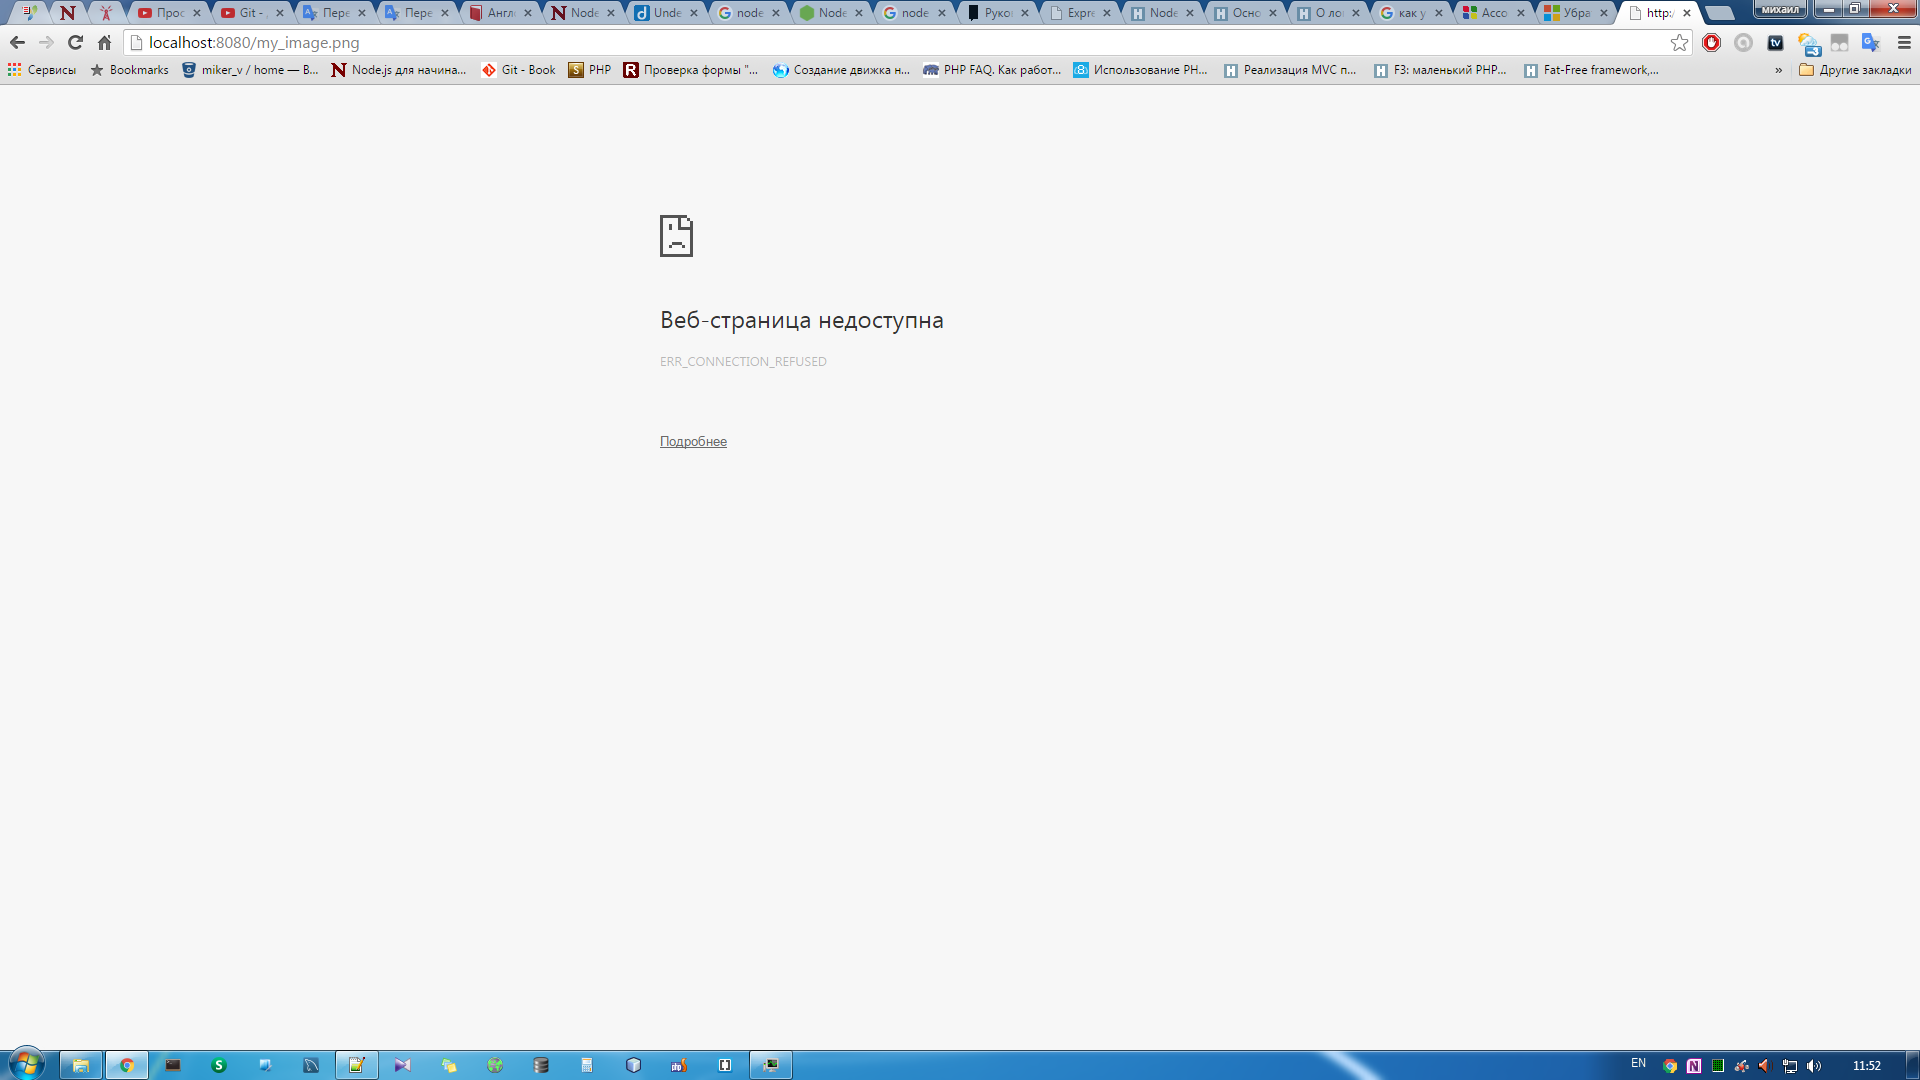 Прос Git - Пере Пере Англ Node Unde node Node node Руко Expre Node Осно О ло как у Acco Убра http:/ михаил
localhost:8080/my_image.png
Сервисы Bookmarks miker_v / home — B... Node.js для начина... Git - Book PHP Проверка формы "... Создание движка н... PHP FAQ. Как работ... Использование PH... Реализация MVC п... F3: маленький PHP... Fat-Free framework,... » Другие закладки
Веб-страница недоступна
ERR_CONNECTION_REFUSED
Подробнее
EN 11:52